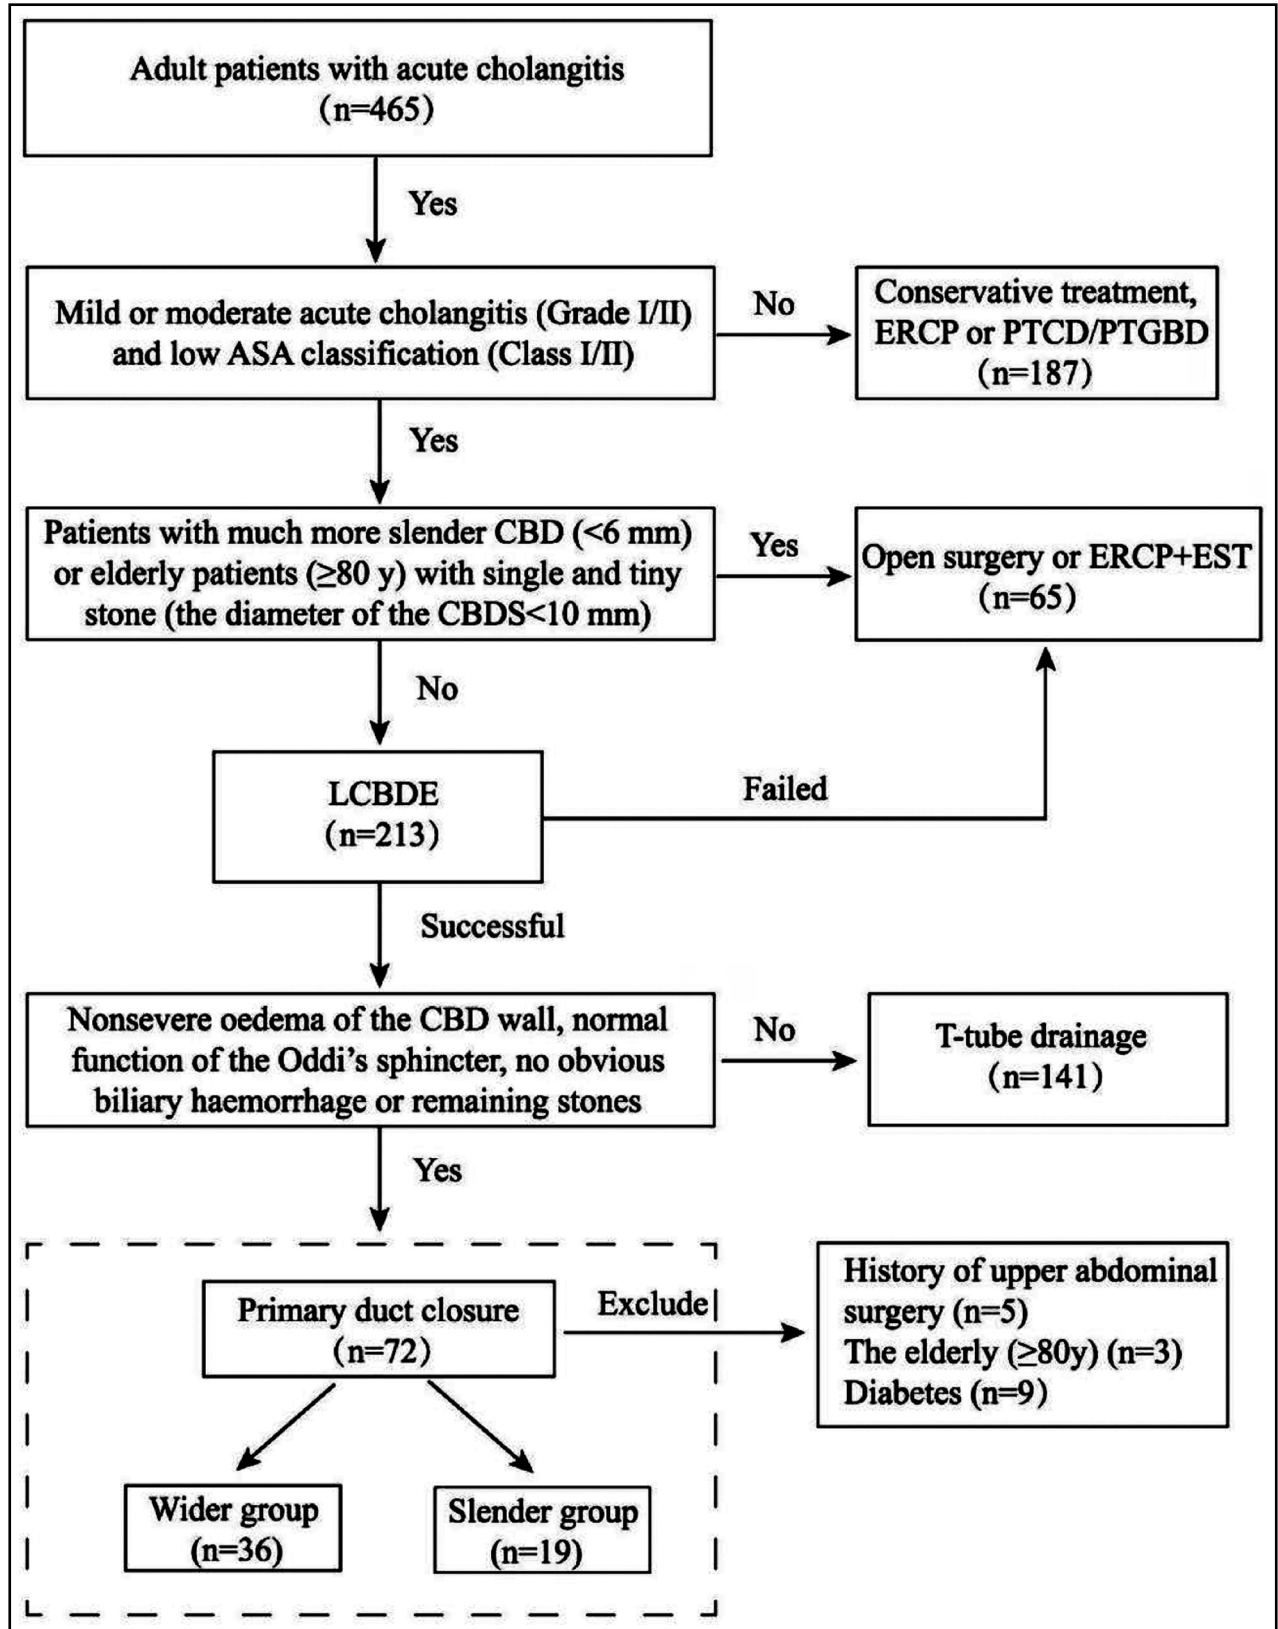 Adult patients with acute cholangitis
(n=465)
Yes
Mild or moderate acute cholangitis (Grade I/II)
and low ASA classification (Class I/II)
No
Conservative treatment,
ERCP or PTCD/PTGBD
(n=187)
Yes
Patients with much more slender CBD (<6 mm)
or elderly patients (≥80 y) with single and tiny
stone (the diameter of the CBDS<10 mm)
Yes
Open surgery or ERCP+EST
(n=65)
No
LCBDE
(n=213)
Failed
Successful
Nonsevere oedema of the CBD wall, normal
function of the Oddi’s sphincter, no obvious
biliary haemorrhage or remaining stones
No
T-tube drainage
(n=141)
Yes
Primary duct closure
(n=72)
Exclude
History of upper abdominal
surgery (n=5)
The elderly (≥80y) (n=3)
Diabetes (n=9)
Wider group
(n=36)
Slender group
(n=19)